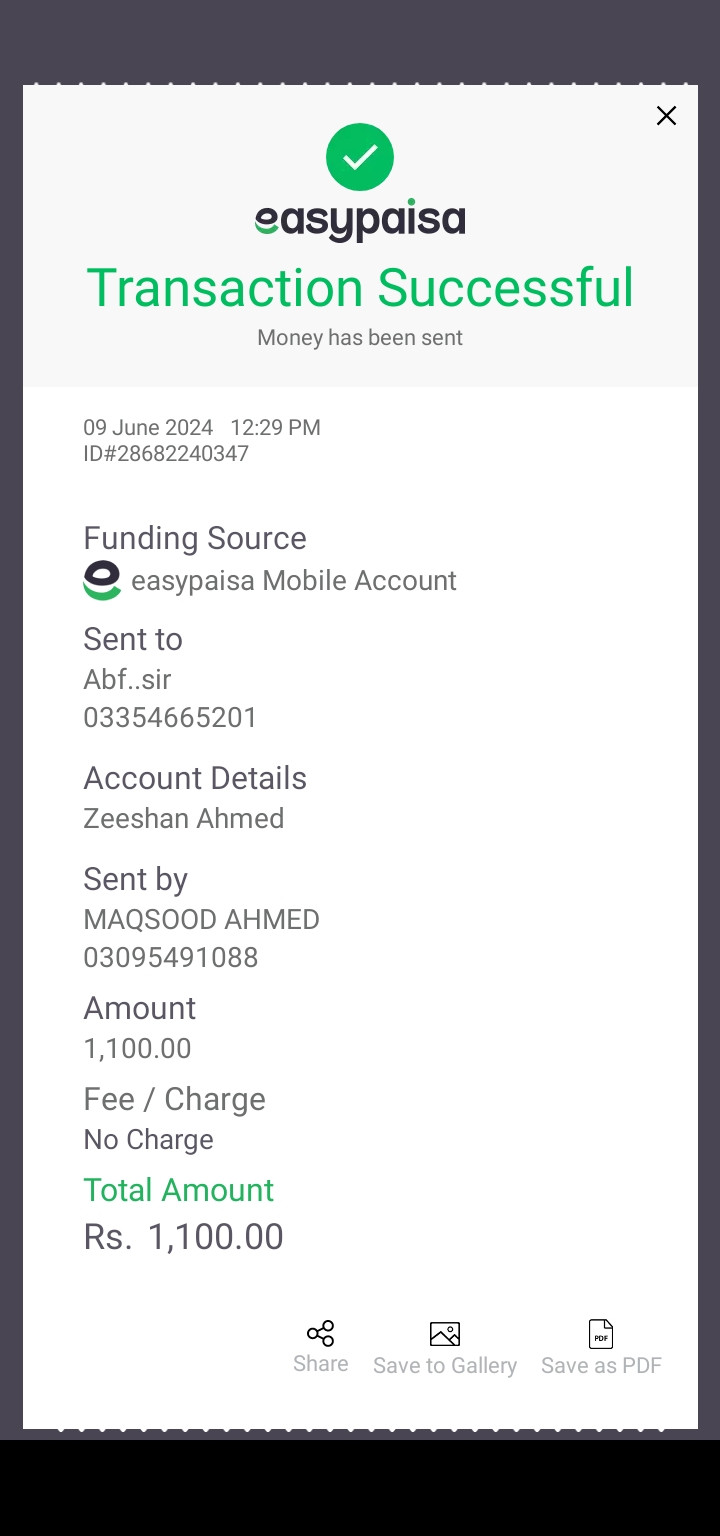 easypaisa
Transaction Successful
Money has been sent
09 June 2024 12:29 PM
ID#28682240347
Funding Source
easypaisa Mobile Account
Sent to
Abf..sir
03354665201
Account Details
Zeeshan Ahmed
Sent by
MAQSOOD AHMED
03095491088
Amount
1,100.00
Fee / Charge
No Charge
Total Amount
Rs. 1,100.00
PDF
Share Save to Gallery Save as PDF